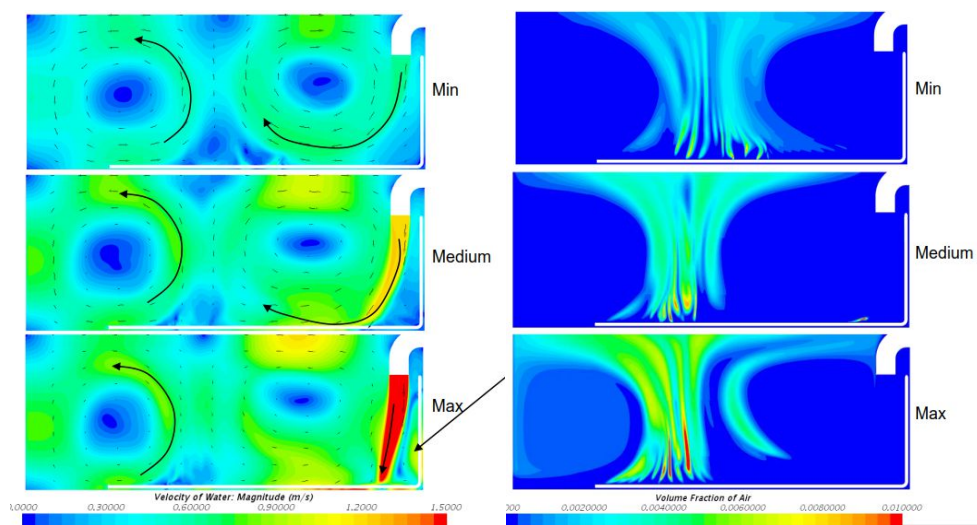 Min
Min
Medium
Medium
Max
Max
Velocity of Water: Magnitude (m/s)
Volume Fraction of Air
).0000 0.30000 0.60000 0.90000 1.2000 1.5000
000 0.0020000 0.0040000 0.0060000 0.0080000 0.010000